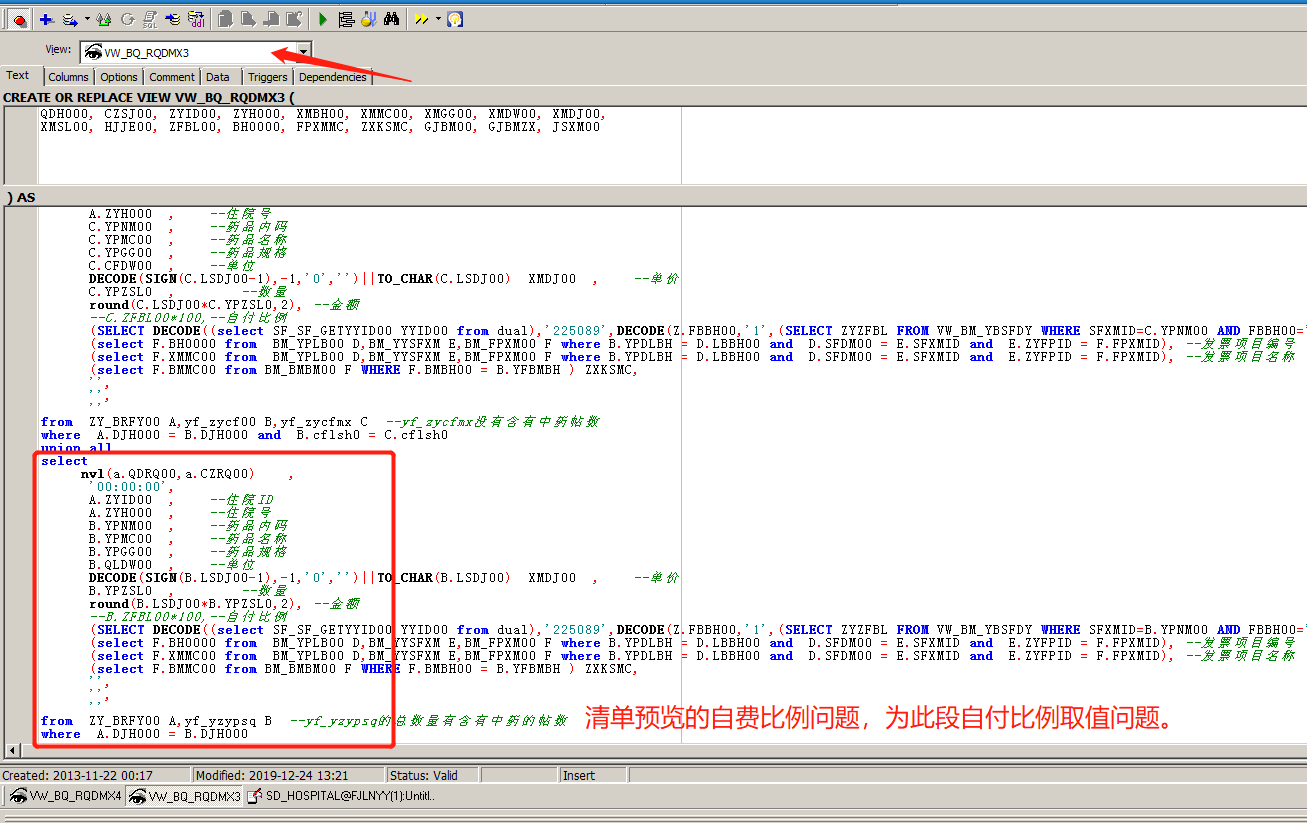 SQL
ddl
View:
VW_BQ_RQDMX3
Text Columns Options Comment Data Triggers Dependencies
CREATE OR REPLACE VIEW VW_BQ_RQDMX3 (
QDH000, CZSJ00, ZYID00, ZYH000, XMBH00, XMMC00, XMGG00, XMDW00, XMDJ00,
XMSL00, HJJE00, ZFBL00, BH0000, FPXMMC, ZXKSMC, GJBM00, GJBMZX, JSXM00
) AS
A.ZYH000 , --住院号
C.YPNM00 , --药品内码
C.YPMC00 , --药品名称
C.YPGG00 , --药品规格
C.CFDW00 , --单位
DECODE(SIGN(C.LSDJ00-1),-1,'0','')||TO_CHAR(C.LSDJ00) XMDJ00 , --单价
C.YPZSL0 , --数量
round(C.LSDJ00*C.YPZSL0,2), --金额
--C.ZFBL00*100,--自付比例
(SELECT DECODE((select SF_SF_GETYYID00 YYID00 from dual),'225089',DECODE(Z.FBBH00,'1',(SELECT ZYZFBL FROM VW_BM_YBSFDY WHERE SFXMID=C.YPNM00 AND FBBH00='
(select F.BH0000 from BM_YPLB00 D,BM_YYSFXM E,BM_FPXM00 F where B.YPDLBH = D.LBBH00 and D.SFDM00 = E.SFXMID and E.ZYFPID = F.FPXMID), --发票项目编号
(select F.XMMC00 from BM_YPLB00 D,BM_YYSFXM E,BM_FPXM00 F where B.YPDLBH = D.LBBH00 and D.SFDM00 = E.SFXMID and E.ZYFPID = F.FPXMID), --发票项目名称
(select F.BMMC00 from BM_BMBM00 F WHERE F.BMBH00 = B.YFBMBH ) ZXKSMC,
'',
'',
''
from ZY_BRFY00 A,yf_zycf00 B,yf_zycfmx C --yf_zycfmx没有含有中药帖数
where A.DJH000 = B.DJH000 and B.cflsh0 = C.cflsh0
union all
select
nvl(a.QDRQ00,a.CZRQ00) ,
'00:00:00',
A.ZYID00 , --住院ID
A.ZYH000 , --住院号
B.YPNM00 , --药品内码
B.YPMC00 , --药品名称
B.YPGG00 , --药品规格
B.QLDW00 , --单位
DECODE(SIGN(B.LSDJ00-1),-1,'0','')||TO_CHAR(B.LSDJ00) XMDJ00 , --单价
B.YPZSL0 , --数量
round(B.LSDJ00*B.YPZSL0,2), --金额
--B.ZFBL00*100,--自付比例
(SELECT DECODE((select SF_SF_GETYYID00 YYID00 from dual),'225089',DECODE(Z.FBBH00,'1',(SELECT ZYZFBL FROM VW_BM_YBSFDY WHERE SFXMID=B.YPNM00 AND FBBH00='
(select F.BH0000 from BM_YPLB00 D,BM_YYSFXM E,BM_FPXM00 F where B.YPDLBH = D.LBBH00 and D.SFDM00 = E.SFXMID and E.ZYFPID = F.FPXMID), --发票项目编号
(select F.XMMC00 from BM_YPLB00 D,BM_YYSFXM E,BM_FPXM00 F where B.YPDLBH = D.LBBH00 and D.SFDM00 = E.SFXMID and E.ZYFPID = F.FPXMID), --发票项目名称
(select F.BMMC00 from BM_BMBM00 F WHERE F.BMBH00 = B.YFBMBH ) ZXKSMC,
'',
'',
''
from ZY_BRFY00 A,yf_yzypsq B --yf_yzypsq的总数量有含有中药的帖数
where A.DJH000 = B.DJH000
清单预览的自费比例问题，为此段自付比例取值问题。
Created: 2013-11-22 00:17 Modified: 2019-12-24 13:21 Status: Valid Insert
VW_BQ_RQDMX4 VW_BQ_RQDMX3 SD_HOSPITAL@FJLNYY(1):Untitl..